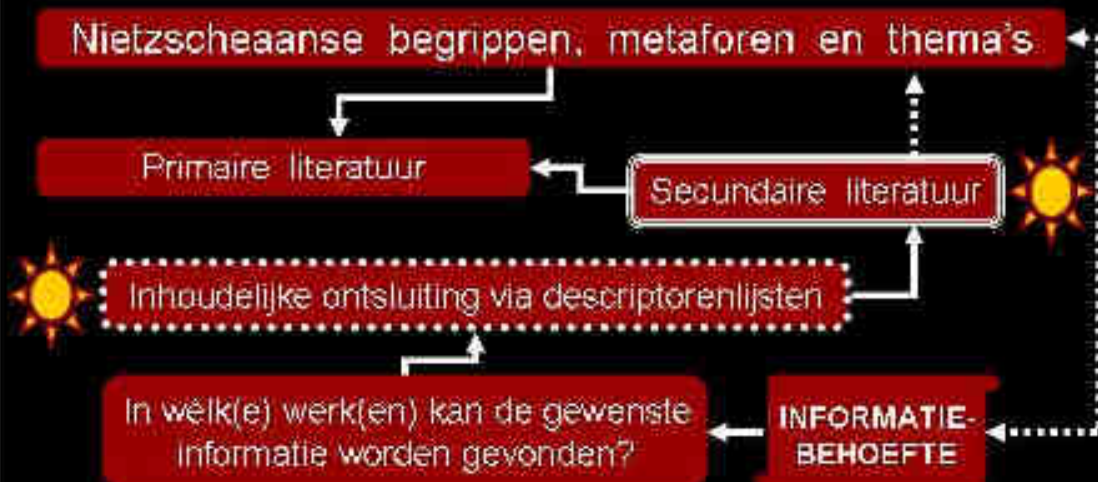 Nietzscheaanse begrippen, metaforen en thema's
Primaire literatuur
Secundaire literatuur
Inhoudelijke ontsluiting via descriptorenlijsten
In welk(e) werk(en) kan de gewenste
informatie worden gevonden?
INFORMATIE-
BEHOEFTE